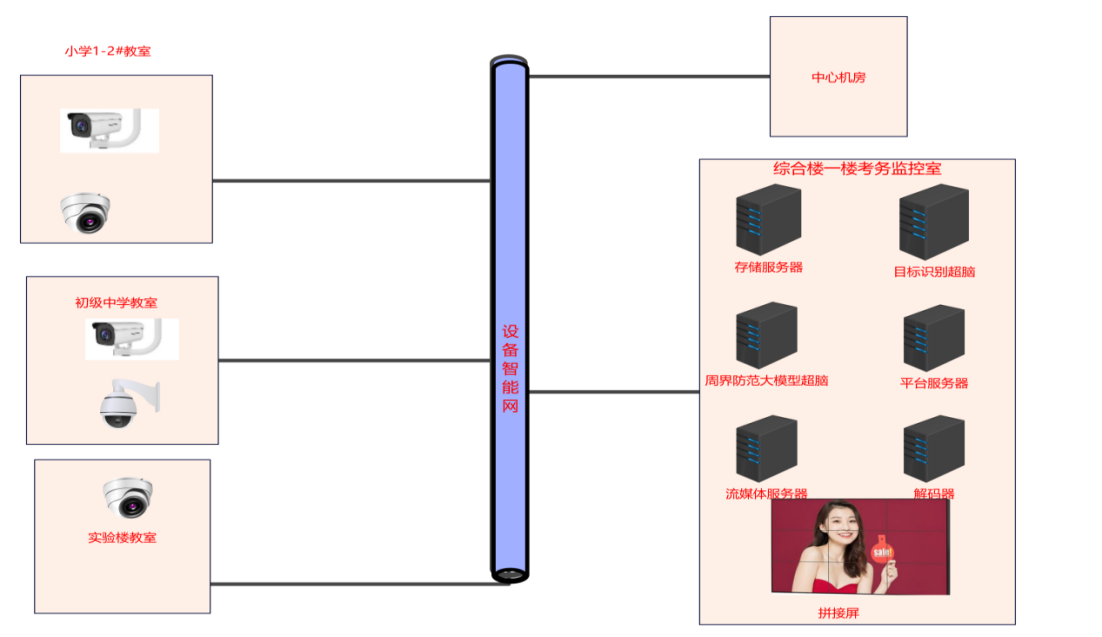 小学1-2#教室
中心机房
综合楼一楼考务监控室
存储服务器
目标识别超脑
初级中学教室
设备智能网
周界防范大模型超脑
平台服务器
流媒体服务器
解码器
实验楼教室
sale!
拼接屏